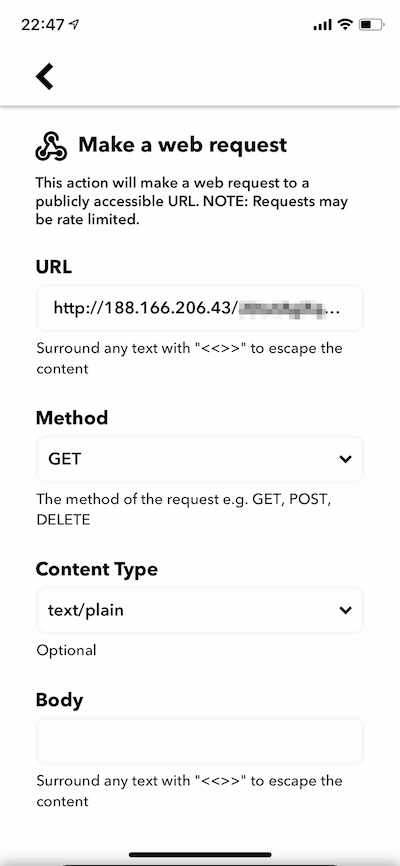 22:47
Make a web request
This action will make a web request to a
publicly accessible URL. NOTE: Requests may
be rate limited.
URL
http://188.166.206.43/...
Surround any text with "<<>>" to escape the
content
Method
GET
The method of the request e.g. GET, POST,
DELETE
Content Type
text/plain
Optional
Body
Surround any text with "<<>>" to escape the
content